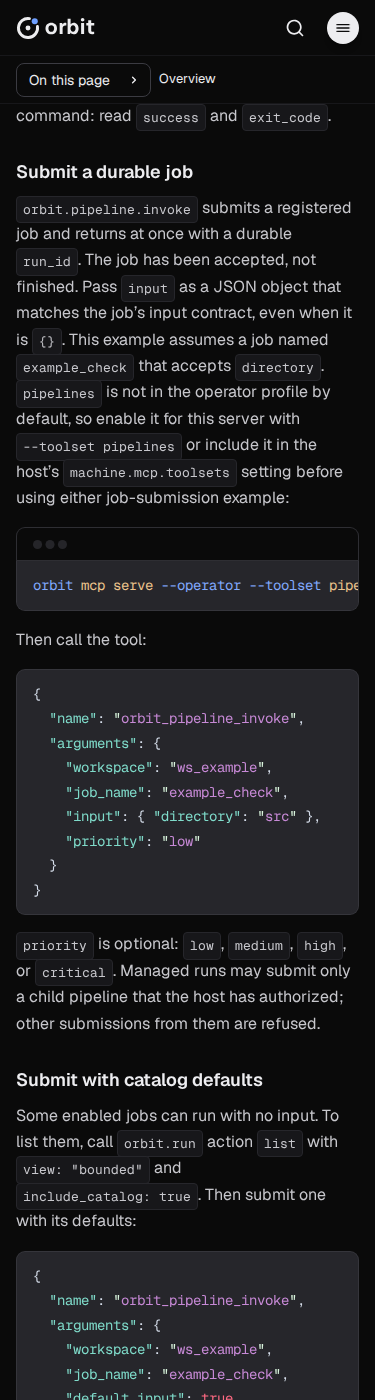 orbit
On this page
Overview
command: read success and exit_code.
Submit a durable job
orbit.pipeline.invoke submits a registered
job and returns at once with a durable
run_id. The job has been accepted, not
finished. Pass input as a JSON object that
matches the job's input contract, even when it
is {}. This example assumes a job named
example_check that accepts directory.
pipelines is not in the operator profile by
default, so enable it for this server with
--toolset pipelines or include it in the
host's machine.mcp.toolsets setting before
using either job-submission example:
orbit mcp serve --operator --toolset pipe
Then call the tool:
{
"name": "orbit_pipeline_invoke",
"arguments": {
"workspace": "ws_example",
"job_name": "example_check",
"input": { "directory": "src" },
"priority": "low"
}
}
priority is optional: low, medium, high,
or critical. Managed runs may submit only
a child pipeline that the host has authorized;
other submissions from them are refused.
Submit with catalog defaults
Some enabled jobs can run with no input. To
list them, call orbit.run action list with
view: "bounded" and
include_catalog: true. Then submit one
with its defaults:
{
"name": "orbit_pipeline_invoke",
"arguments": {
"workspace": "ws_example",
"job_name": "example_check",
"default_input": true